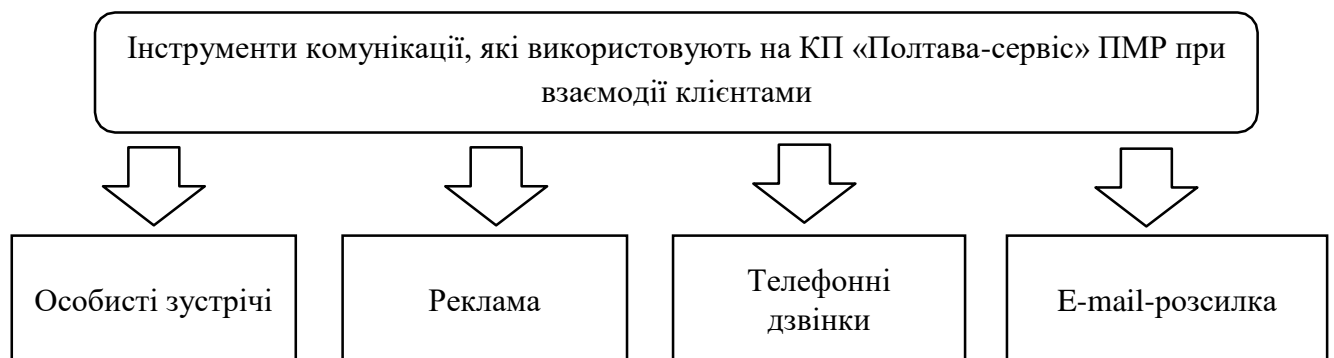 Інструменти комунікації, які використовують на КП «Полтава-сервіс» ПМР при
взаємодії клієнтами
Особисті зустрічі
Реклама
Телефонні
дзвінки
E-mail-розсилка